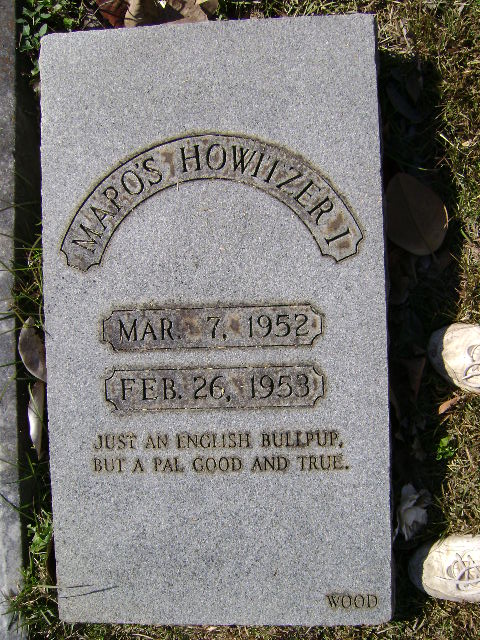 MAPO'S HOWITZER I
MAR. 7, 1952
FEB. 26, 1953
JUST AN ENGLISH BULLPUP,
BUT A PAL GOOD AND TRUE.
WOOD